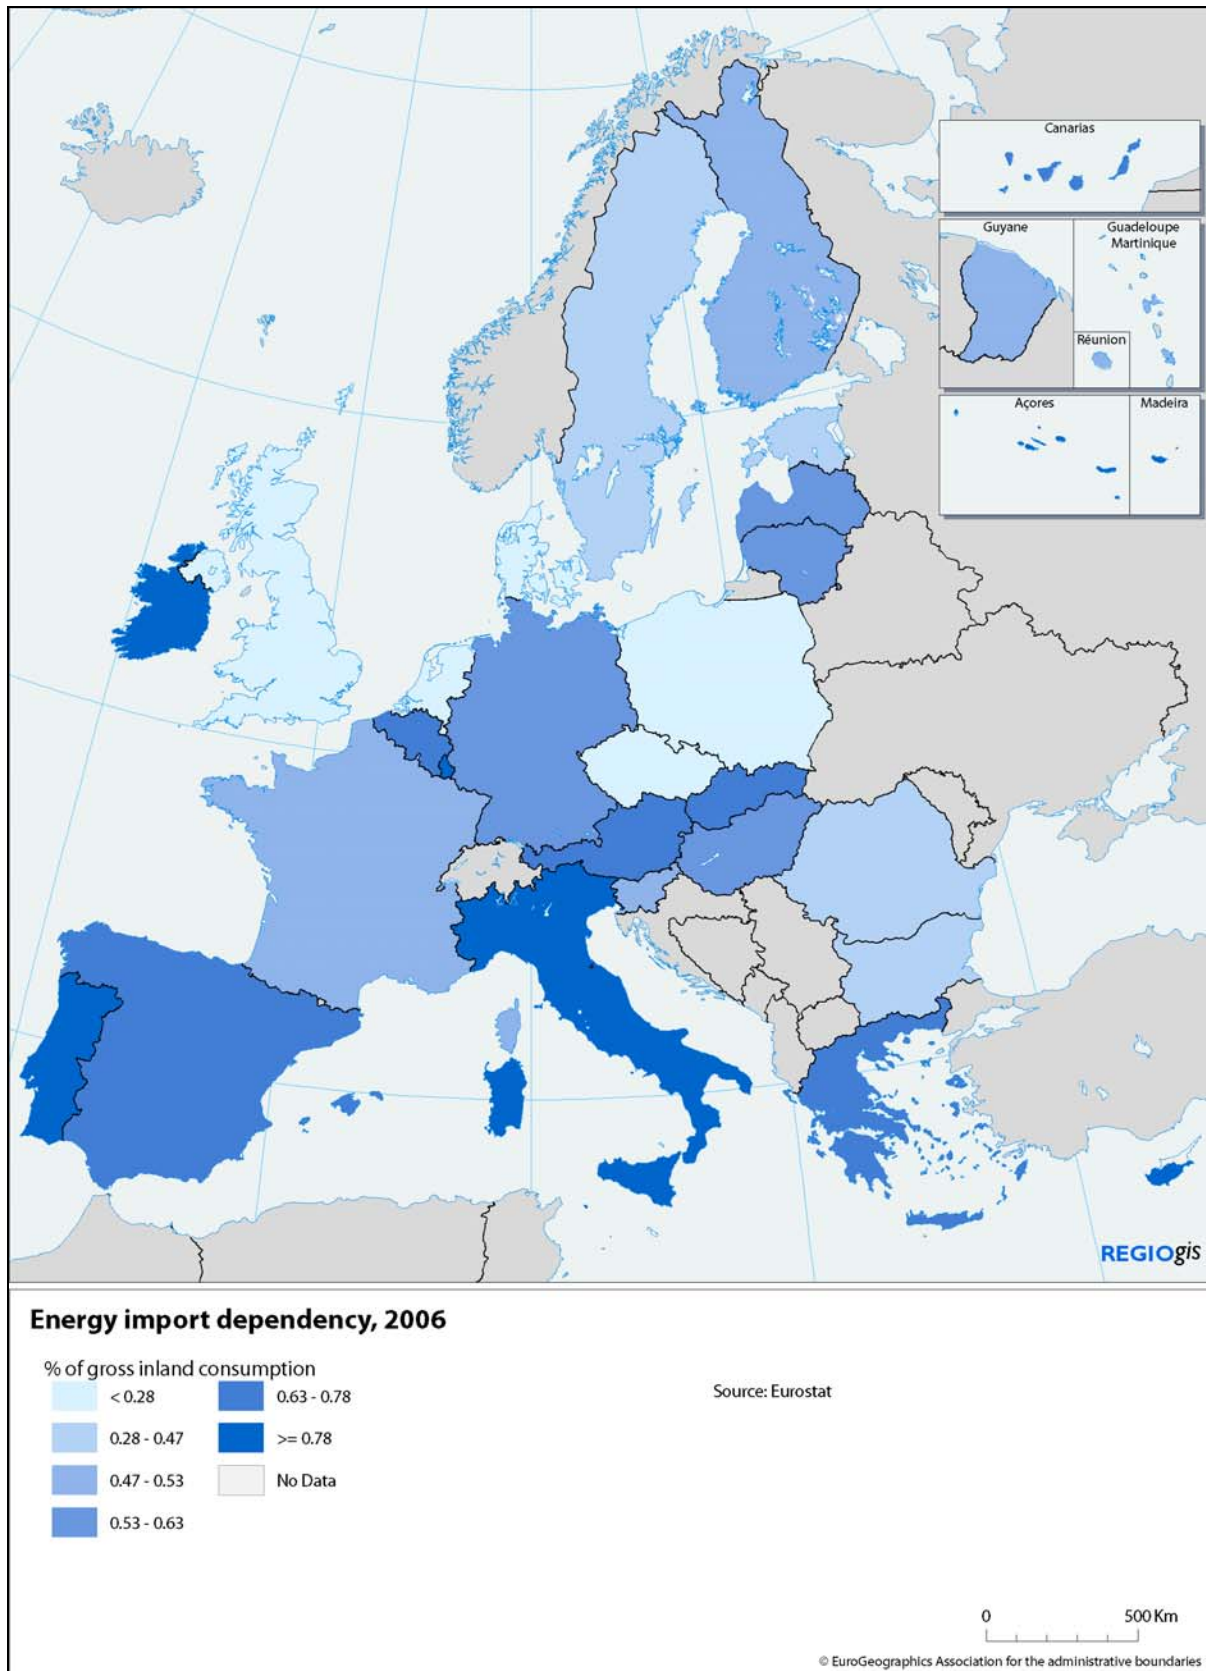 Canarias
Guyane
Guadeloupe
Martinique
Réunion
Açores
Madeira
REGIOgis
Energy import dependency, 2006
% of gross inland consumption
< 0.28
0.63 - 0.78
Source: Eurostat
0.28 - 0.47
>= 0.78
0.47 - 0.53
No Data
0.53 - 0.63
0 500 Km
© EuroGeographics Association for the administrative boundaries